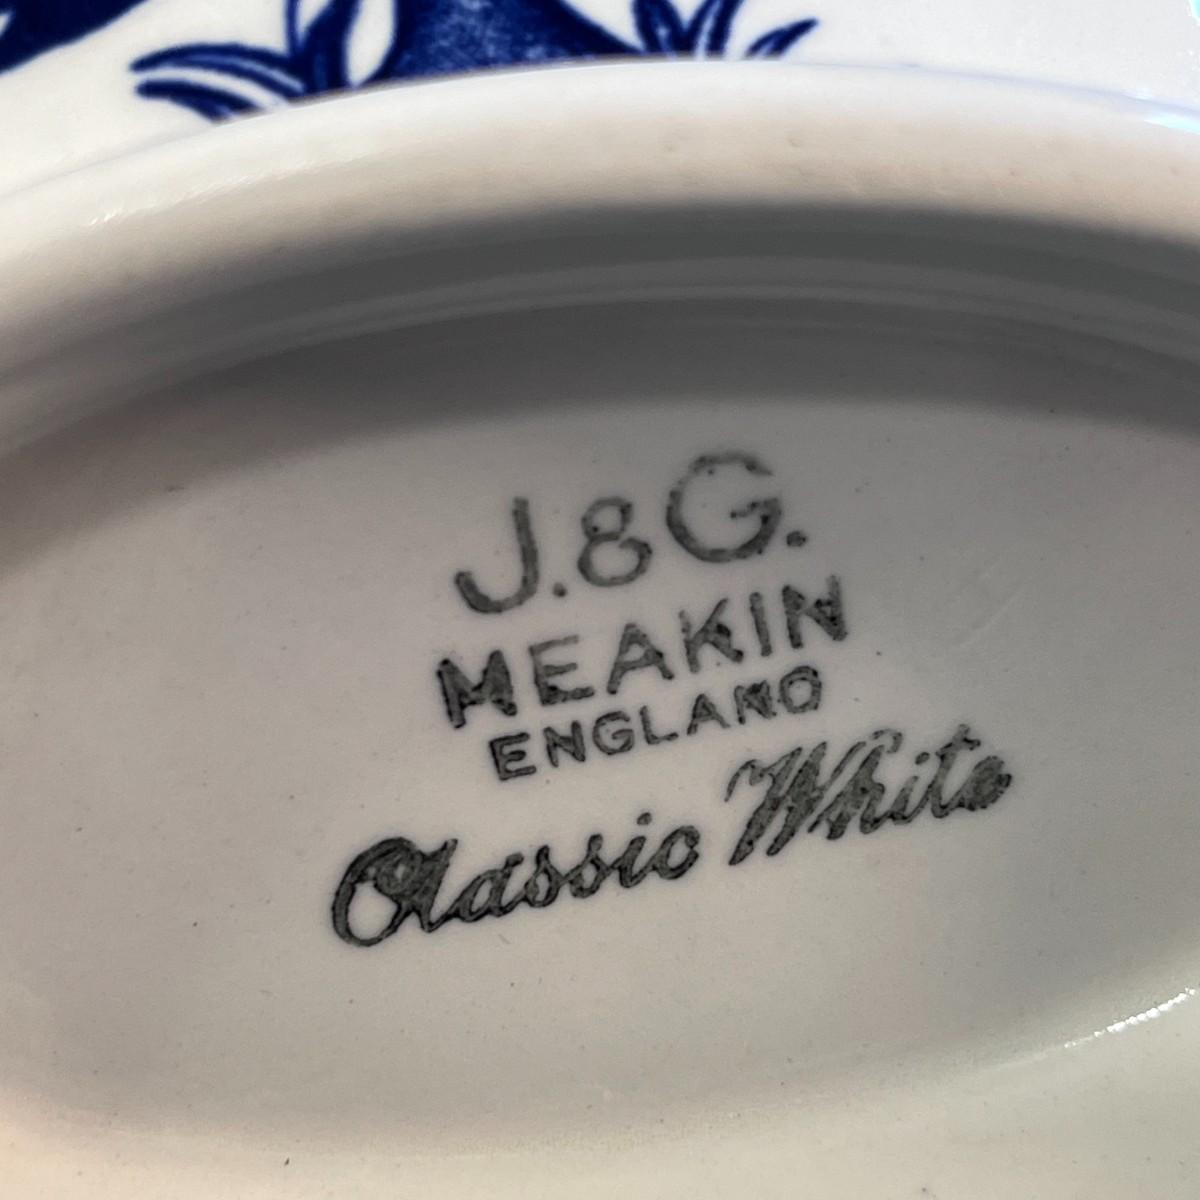 J. & G.
MEAKIN
ENGLAND
Classic White